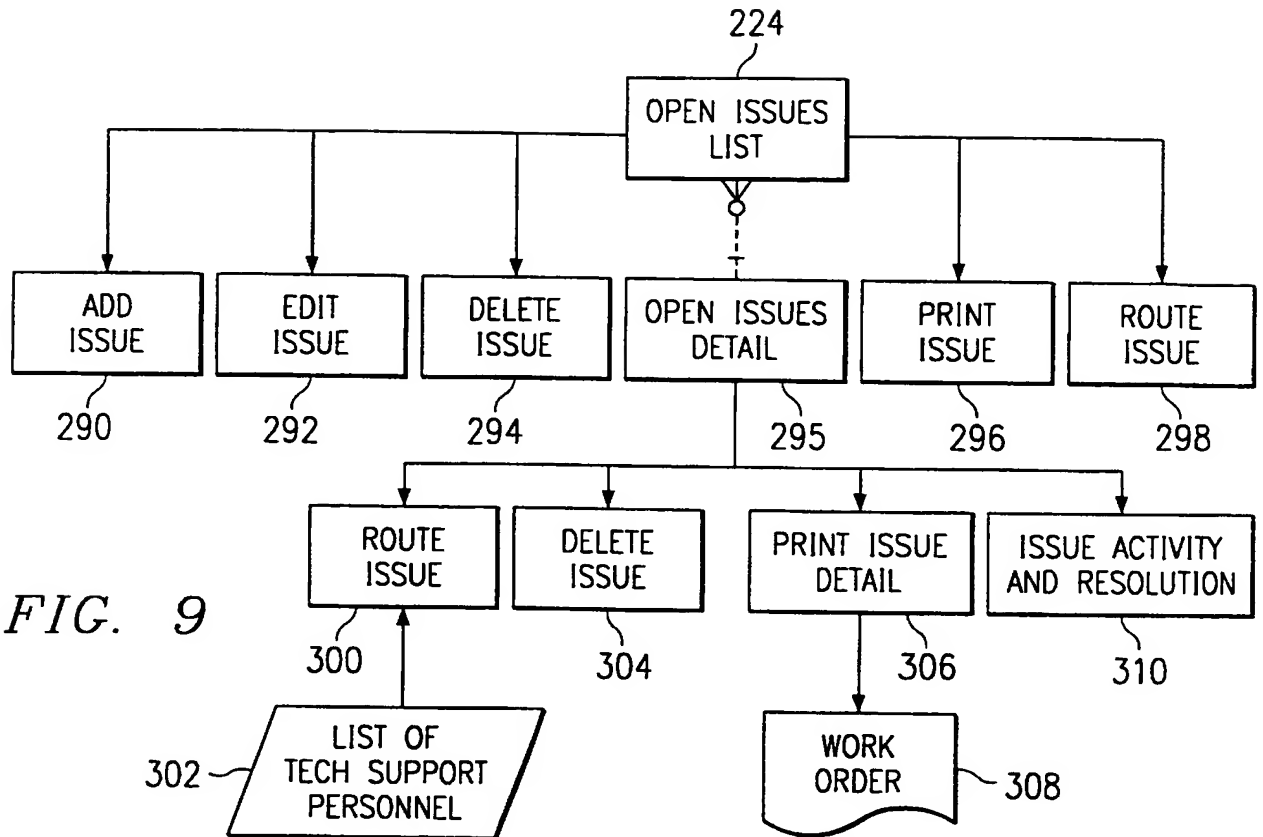 224
OPEN ISSUES
LIST
ADD
ISSUE
290
EDIT
ISSUE
292
DELETE
ISSUE
294
OPEN ISSUES
DETAIL
295
PRINT
ISSUE
296
ROUTE
ISSUE
298
ROUTE
ISSUE
300
DELETE
ISSUE
304
PRINT ISSUE
DETAIL
306
ISSUE ACTIVITY
AND RESOLUTION
310
FIG. 9
LIST OF
TECH SUPPORT
PERSONNEL
302
WORK
ORDER
308